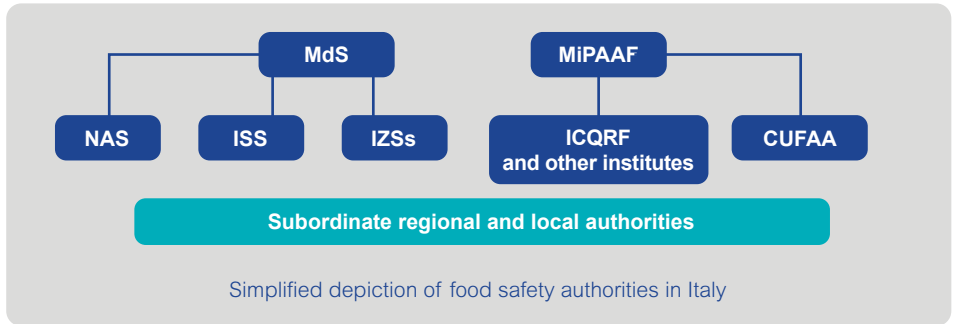 MdS
MiPAAF
NAS
ISS
IZSs
ICQRF
and other institutes
CUFAA
Subordinate regional and local authorities
Simplified depiction of food safety authorities in Italy